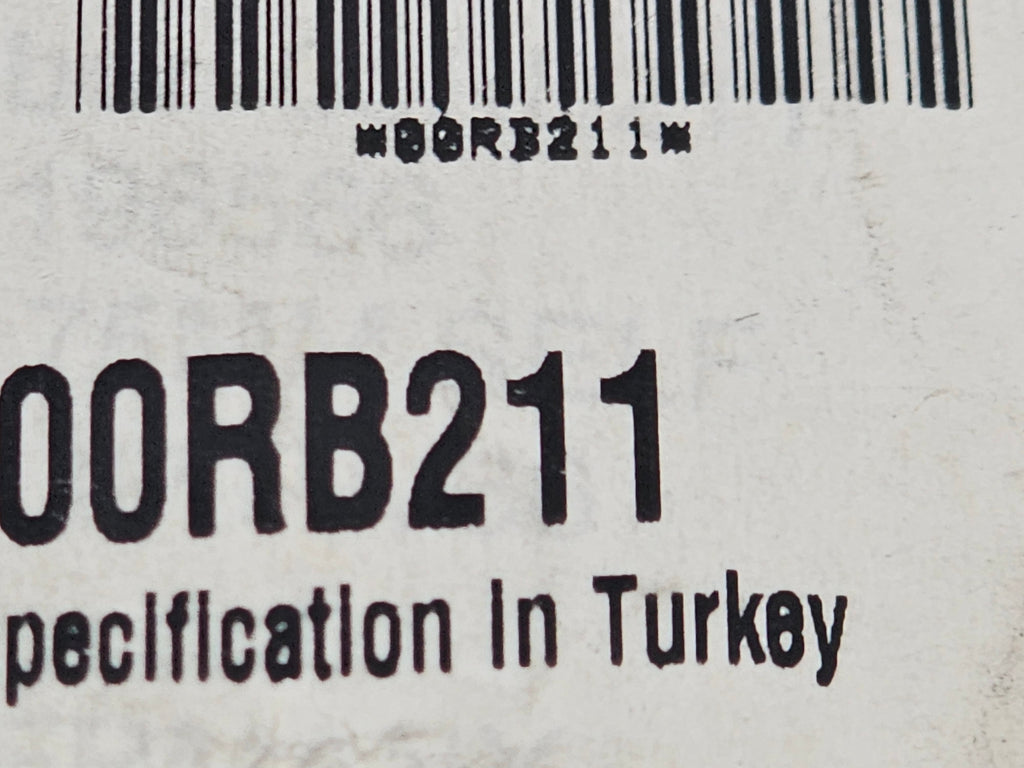 *00RB211*
00RB211
pecification in Turkey